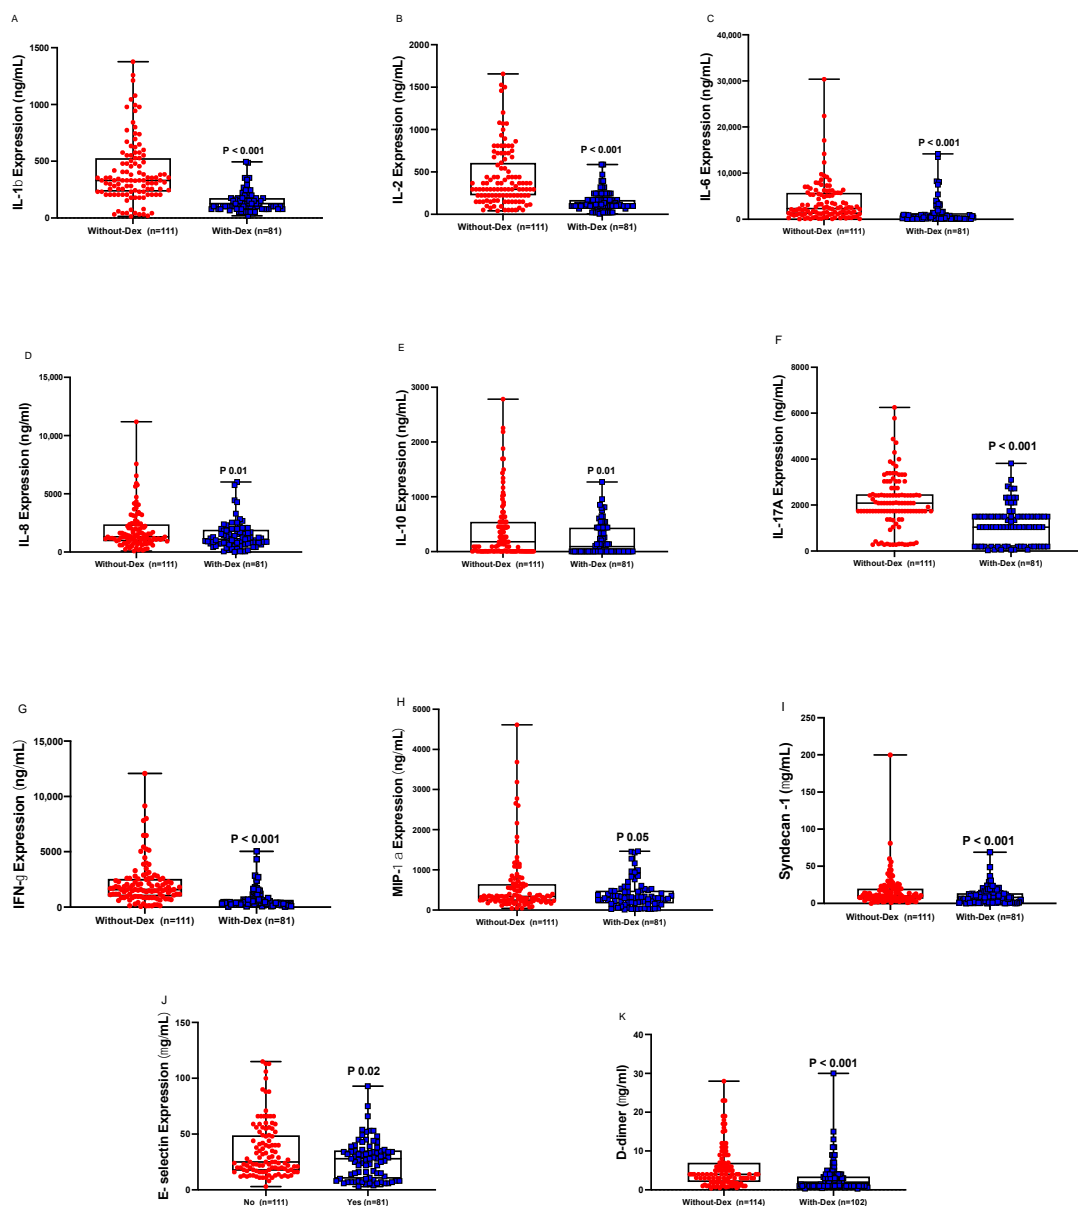 A
IL-1b Expression (ng/mL)
1500
1000
500
0
P < 0.001
Without-Dex (n=111)
With-Dex (n=81)
B
IL-2 Expression (ng/mL)
2000
1500
1000
500
0
P < 0.001
Without-Dex (n=111)
With-Dex (n=81)
C
IL-6 Expression (ng/mL)
40,000
30,000
20,000
10,000
0
P < 0.001
Without-Dex (n=111)
With-Dex (n=81)
D
IL-8 Expression (ng/ml)
15,000
10,000
5000
0
P 0.01
Without-Dex (n=111)
With-Dex (n=81)
E
IL-10 Expression (ng/mL)
3000
2000
1000
0
P 0.01
Without-Dex (n=111)
With-Dex (n=81)
F
IL-17A Expression (ng/mL)
8000
6000
4000
2000
0
P < 0.001
Without-Dex (n=111)
With-Dex (n=81)
G
IFN-g Expression (ng/mL)
15,000
10,000
5000
0
P < 0.001
Without-Dex (n=111)
With-Dex (n=81)
H
MIP-1 a Expression (ng/mL)
5000
4000
3000
2000
1000
0
P 0.05
Without-Dex (n=111)
With-Dex (n=81)
I
Syndecan -1 (mg/mL)
250
200
150
100
50
0
P < 0.001
Without-Dex (n=111)
With-Dex (n=81)
J
E- selectin Expression (mg/mL)
150
100
50
0
P 0.02
No (n=111)
Yes (n=81)
K
D-dimer (mg/ml)
40
30
20
10
0
P < 0.001
Without-Dex (n=114)
With-Dex (n=102)